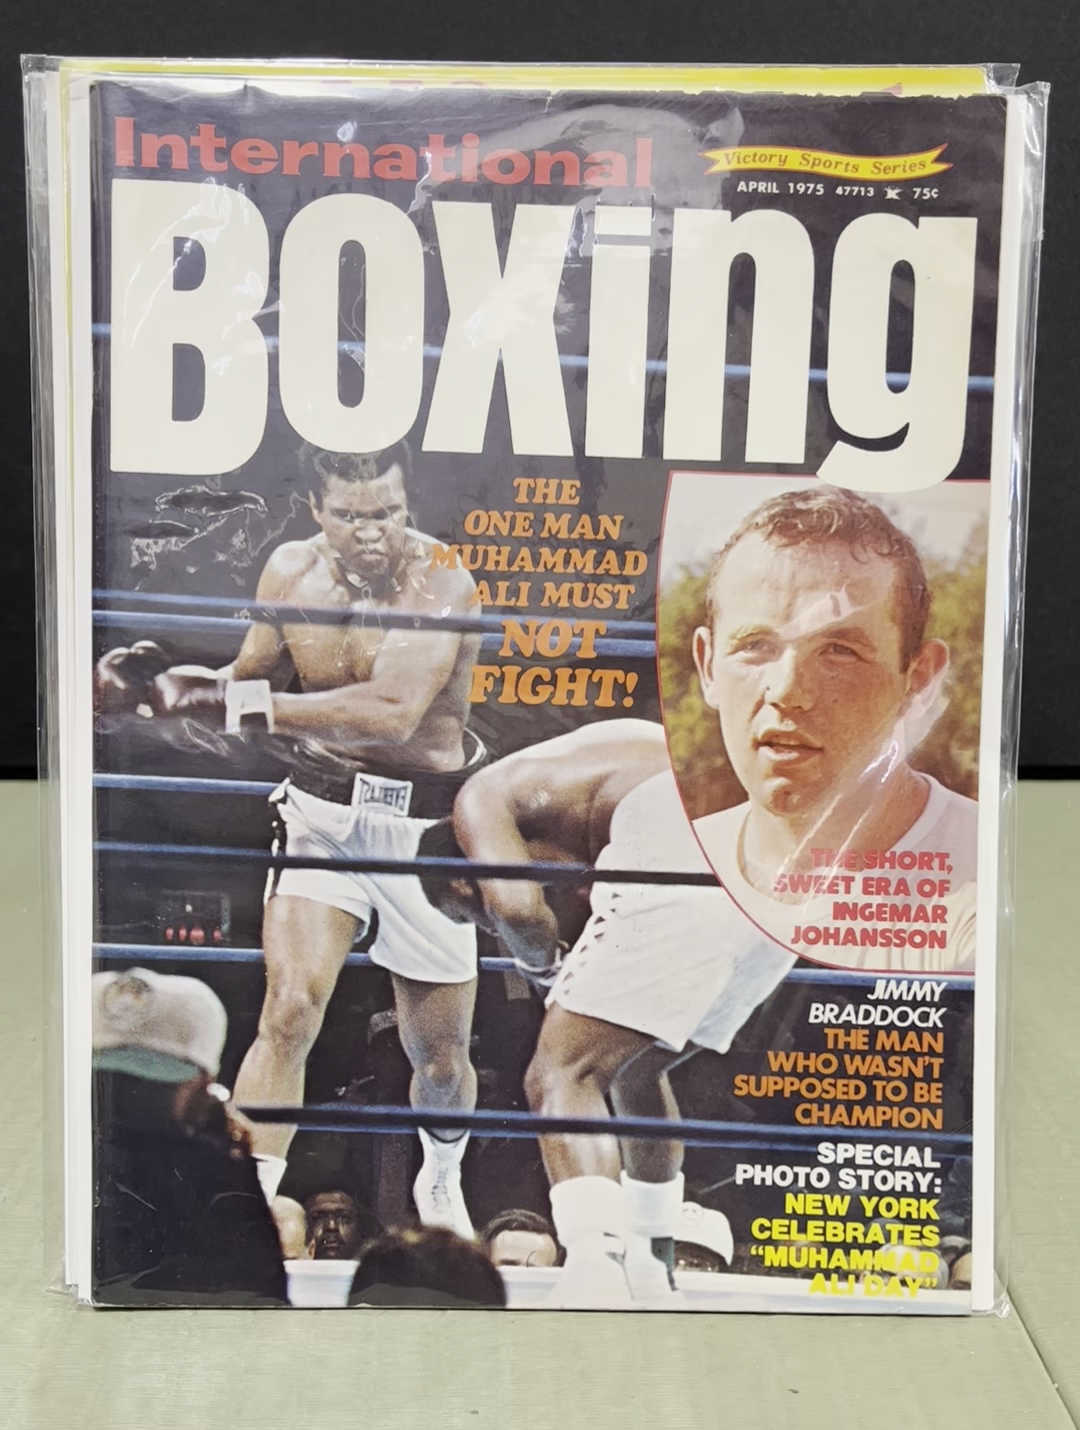 International
Victory Sports Series
APRIL 1975 47713 K 75¢
BOXing
THE
ONE MAN
MUHAMMAD
ALI MUST
NOT
FIGHT!
EVERLAST
THE SHORT,
SWEET ERA OF
INGEMAR
JOHANSSON
JIMMY
BRADDOCK
THE MAN
WHO WASN'T
SUPPOSED TO BE
CHAMPION
SPECIAL
PHOTO STORY:
NEW YORK
CELEBRATES
"MUHAMMAD
ALI DAY"